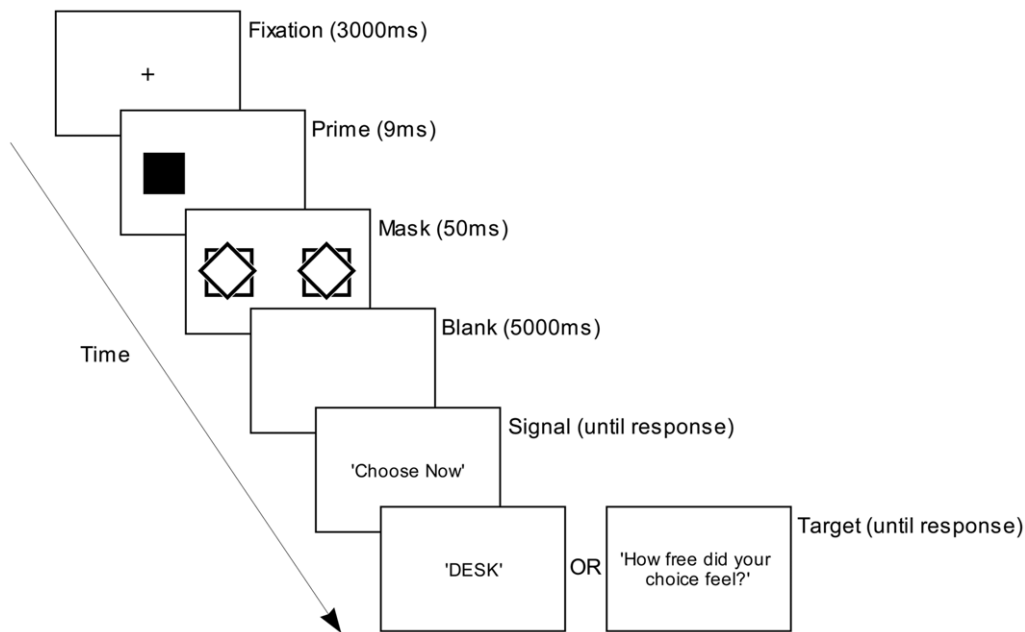 Fixation (3000ms)
+
Prime (9ms)
Mask (50ms)
Blank (5000ms)
Time
Signal (until response)
'Choose Now'
Target (until response)
'DESK'
OR
'How free did your
choice feel?'